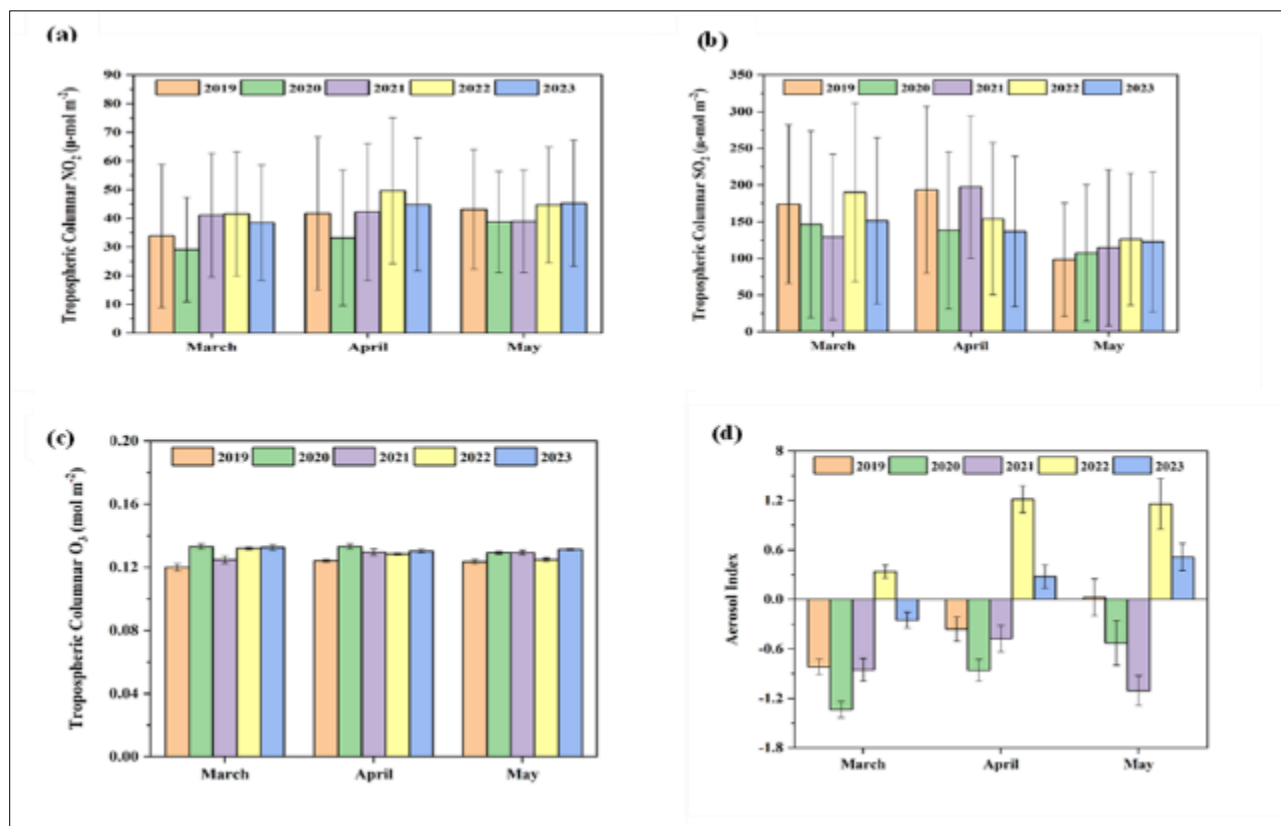 (a)
Tropospheric Columnar NO2 (µ-mol m-2)
90
80
70
60
50
40
30
20
10
0
2019 2020 2021 2022 2023
March April May
(b)
Tropospheric Columnar SO2 (µ-mol m-2)
350
300
250
200
150
100
50
0
2019 2020 2021 2022 2023
March April May
(c)
Tropospheric Columnar O3 (mol m-2)
0.20
0.16
0.12
0.08
0.04
0.00
2019 2020 2021 2022 2023
March April May
(d)
Aerosol Index
8
1.2
0.6
0.0
-0.6
-1.2
-1.8
2019 2020 2021 2022 2023
March April May